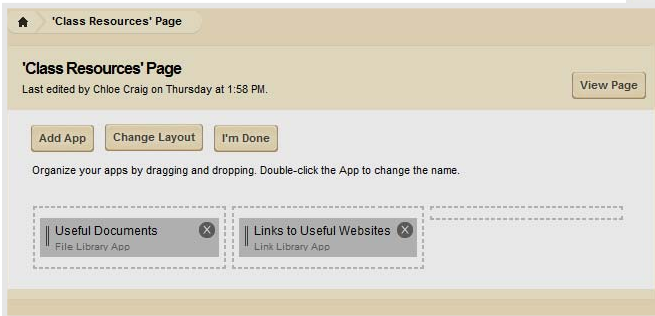 'Class Resources' Page
'Class Resources' Page
Last edited by Chloe Craig on Thursday at 1:58 PM.
View Page
Add App
Change Layout
I'm Done
Organize your apps by dragging and dropping. Double-click the App to change the name.
Useful Documents
X
File Library App
Links to Useful Websites
X
Link Library App